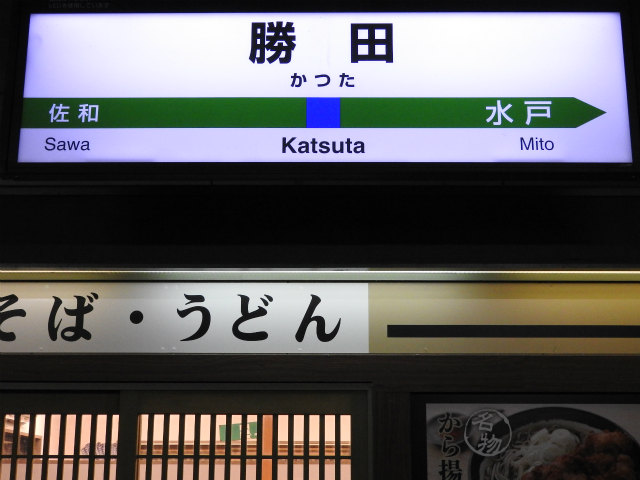 勝田
かつた
佐和 水戸
Sawa Katsuta Mito
そば・うどん
名物
から揚